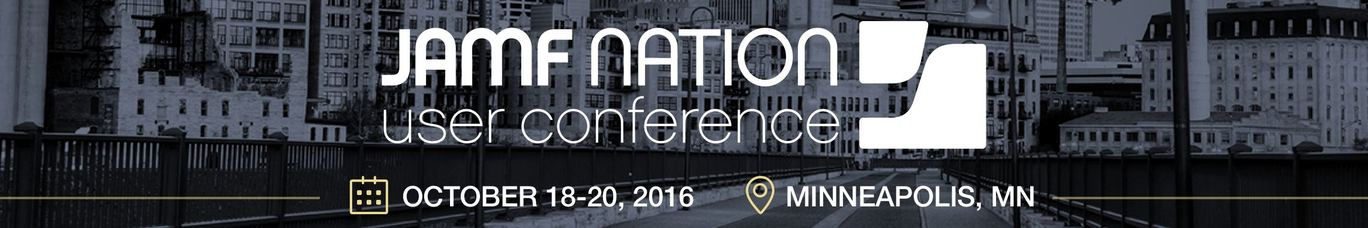 JAMF NATION
user conference
OCTOBER 18-20, 2016 MINNEAPOLIS, MN